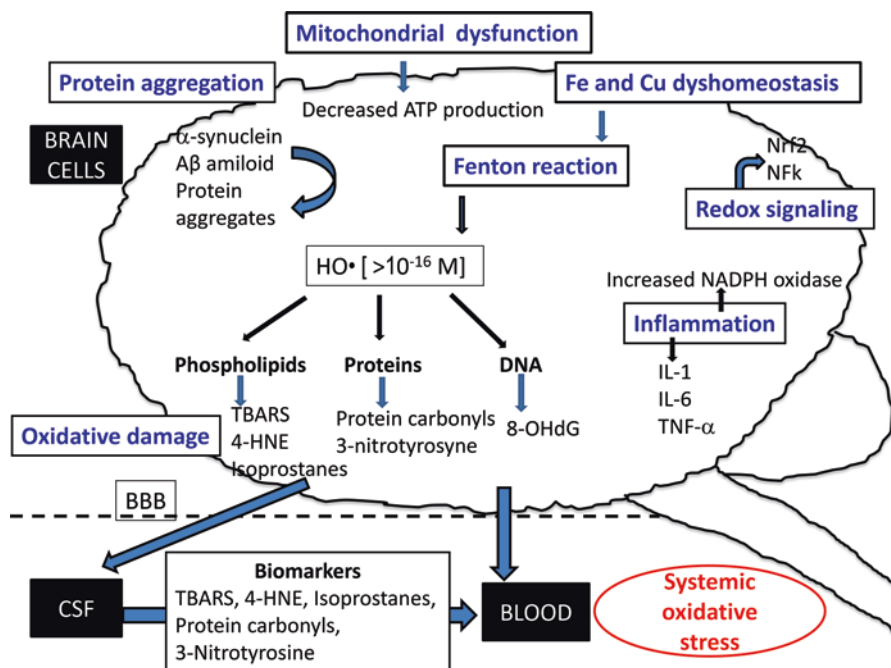 Mitochondrial dysfunction
Protein aggregation
Fe and Cu dyshomeostasis
Decreased ATP production
BRAIN
CELLS
α-synuclein
Aβ amiloid
Protein
aggregates
Fenton reaction
Nrf2
NFk
Redox signaling
HO• [ >10⁻¹⁶ M]
Increased NADPH oxidase
Inflammation
IL-1
IL-6
TNF-α
Phospholipids
Proteins
DNA
Oxidative damage
TBARS
4-HNE
Isoprostanes
Protein carbonyls
3-nitrotyrosyne
8-OHdG
BBB
CSF
Biomarkers
TBARS, 4-HNE, Isoprostanes,
Protein carbonyls,
3-Nitrotyrosine
BLOOD
Systemic
oxidative
stress